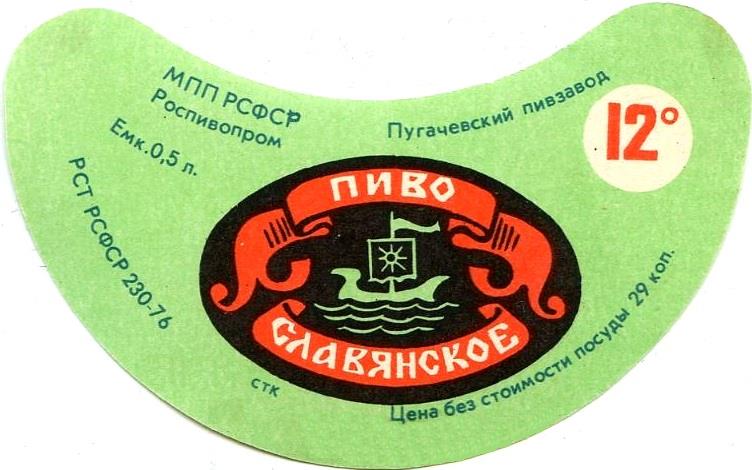 МПП РСФСР
Роспивопром
Емк.0,5 л.
РСТ РСФСР 230-76
Пугачевский пивзавод
12°
ПИВО
СЛАВЯНСКОЕ
стк
Цена без стоимости посуды 29 коп.